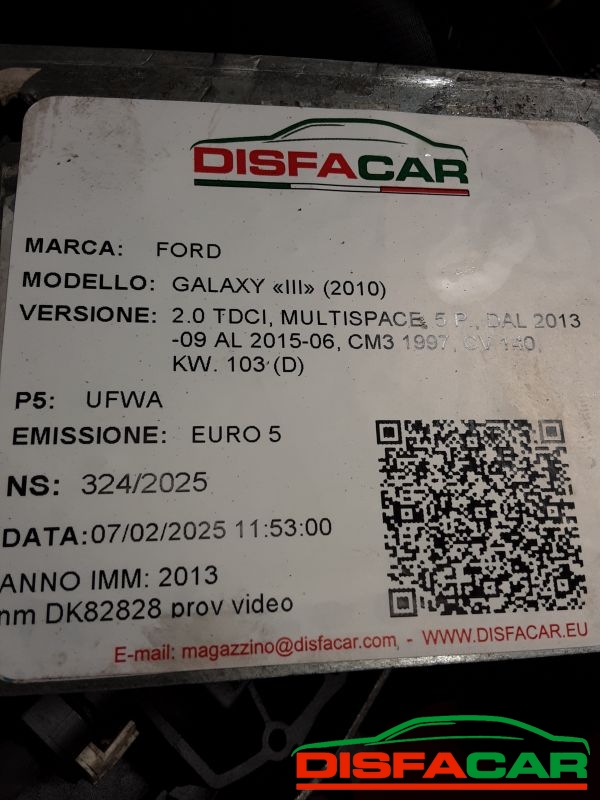 DISFACAR
MARCA: FORD
MODELLO: GALAXY «III» (2010)
VERSIONE: 2.0 TDCI, MULTISPACE, 5 P., DAL 2013
-09 AL 2015-06, CM3 1997, CV 140,
KW. 103 (D)
P5: UFWA
EMISSIONE: EURO 5
NS: 324/2025
DATA:07/02/2025 11:53:00
ANNO IMM: 2013
nm DK82828 prov video
E-mail: magazzino@disfacar.com - WWW.DISFACAR.EU
DISFACAR